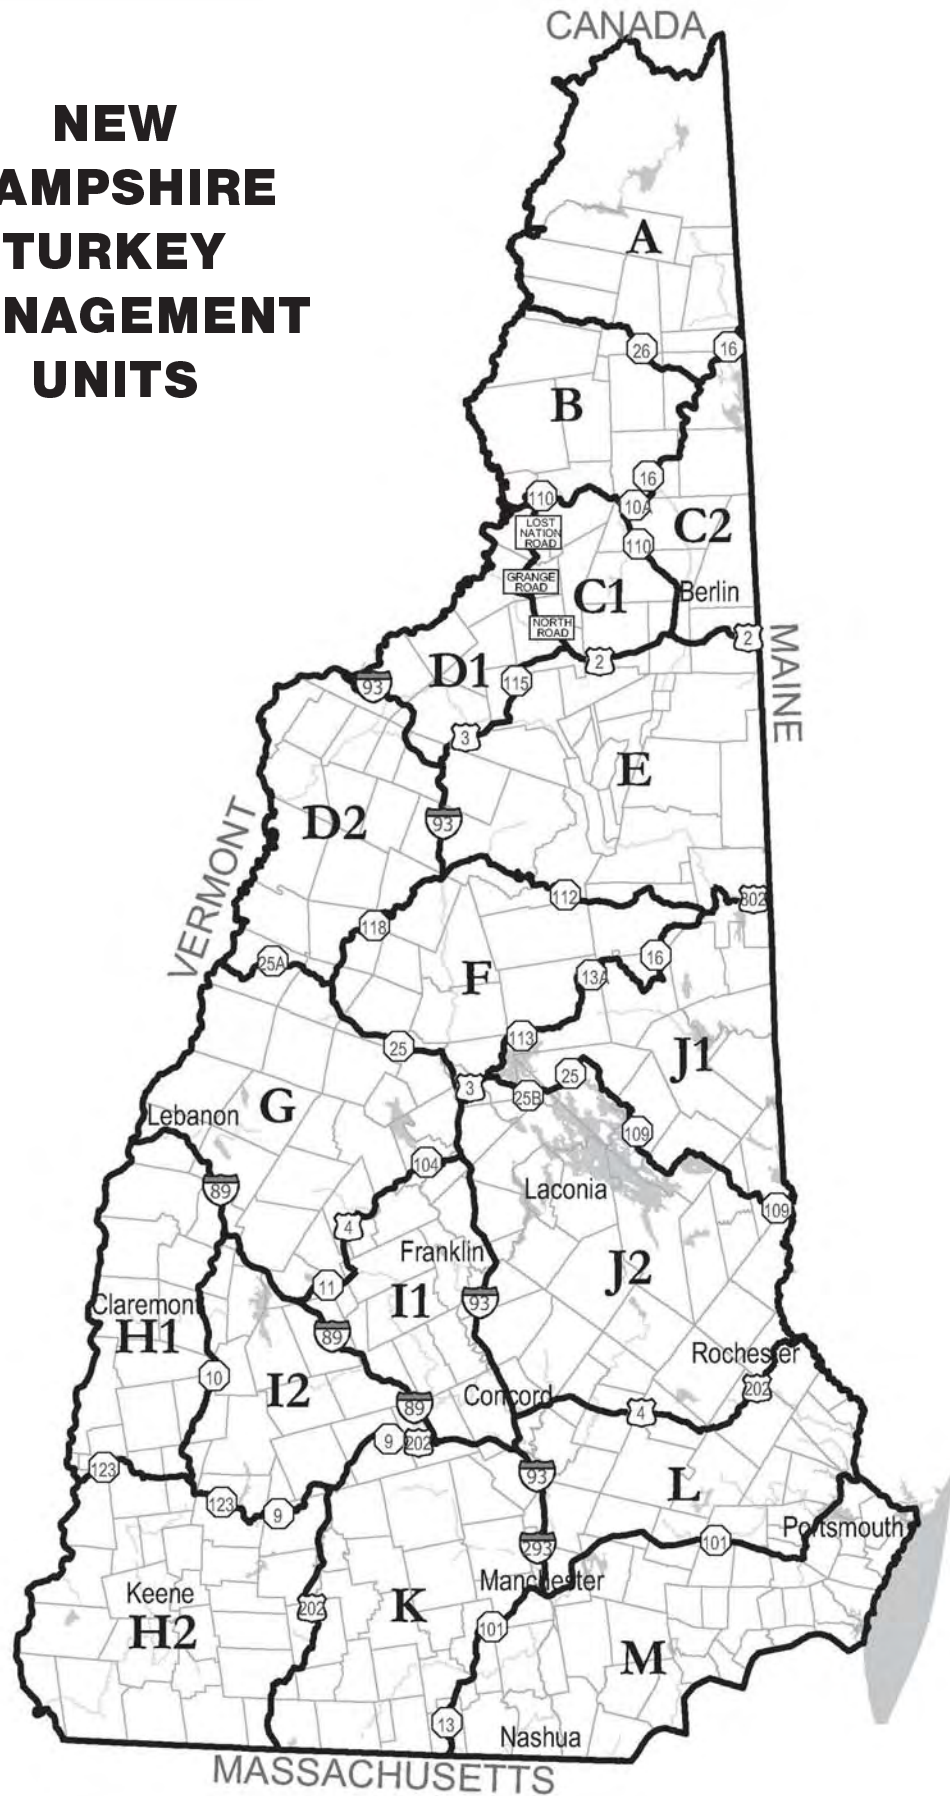 CANADA
NEW
AMPSHIRE
TURKEY
NAGEMENT
UNITS
A
26
16
B
16
110
10A
LOST
NATION
ROAD
C2
110
GRANGE
ROAD
C1
Berlin
NORTH
ROAD
2
2
MAINE
D1
115
93
3
E
D2
93
VERMONT
112
302
118
16
25A
F
13A
113
25
J1
3
25
25B
G
Lebanon
109
104
89
Laconia
109
4
Franklin
J2
11
I1
93
Claremont
H1
89
Rochester
10
I2
202
89
Concord
4
9
202
123
93
L
123
9
Portsmouth
101
293
Manchester
Keene
202
K
H2
101
M
13
Nashua
MASSACHUSETTS